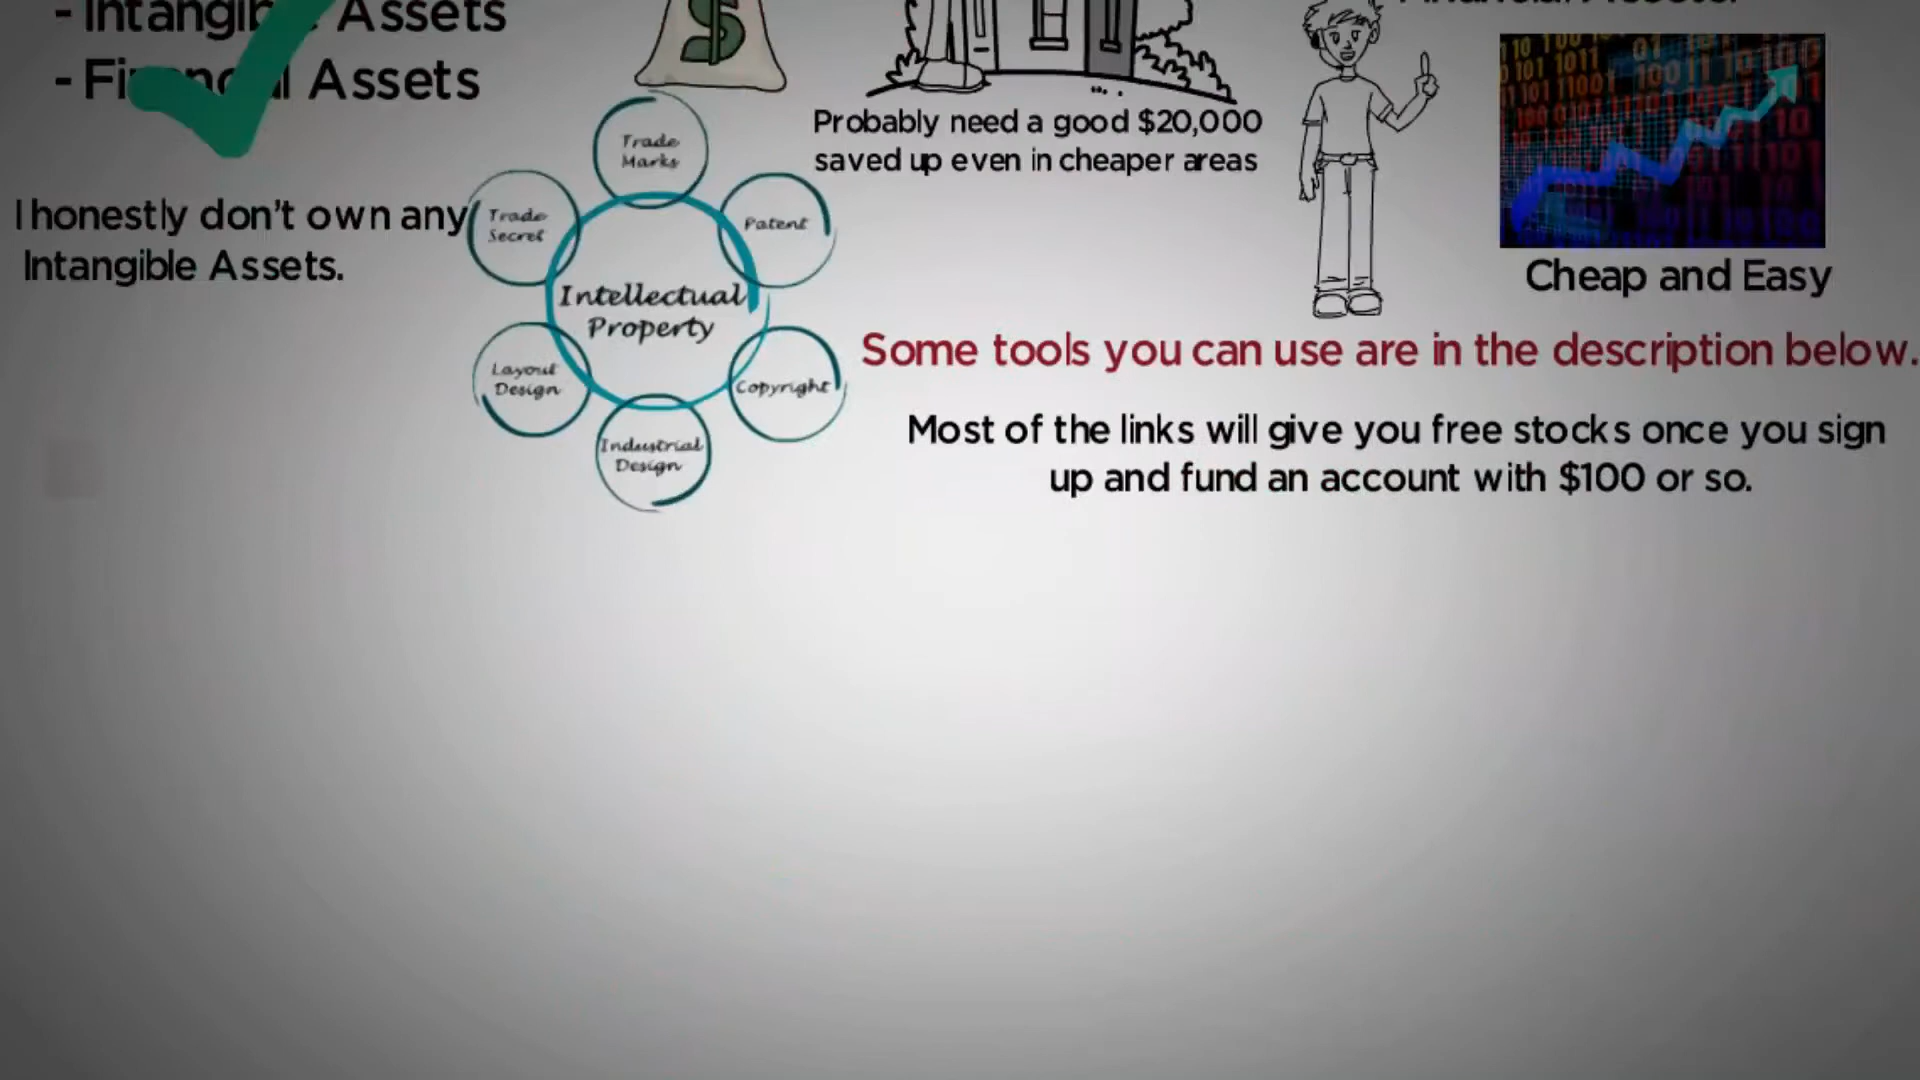 - Intangible Assets
- Financial Assets
I honestly don't own any
Intangible Assets.
Trade
Marks
Trade
Secret
Patent
Intellectual
Property
Layout
Design
Copyright
Industrial
Design
$
Probably need a good $20,000
saved up even in cheaper areas
Financial Assets.
Cheap and Easy
Some tools you can use are in the description below.
Most of the links will give you free stocks once you sign
up and fund an account with $100 or so.